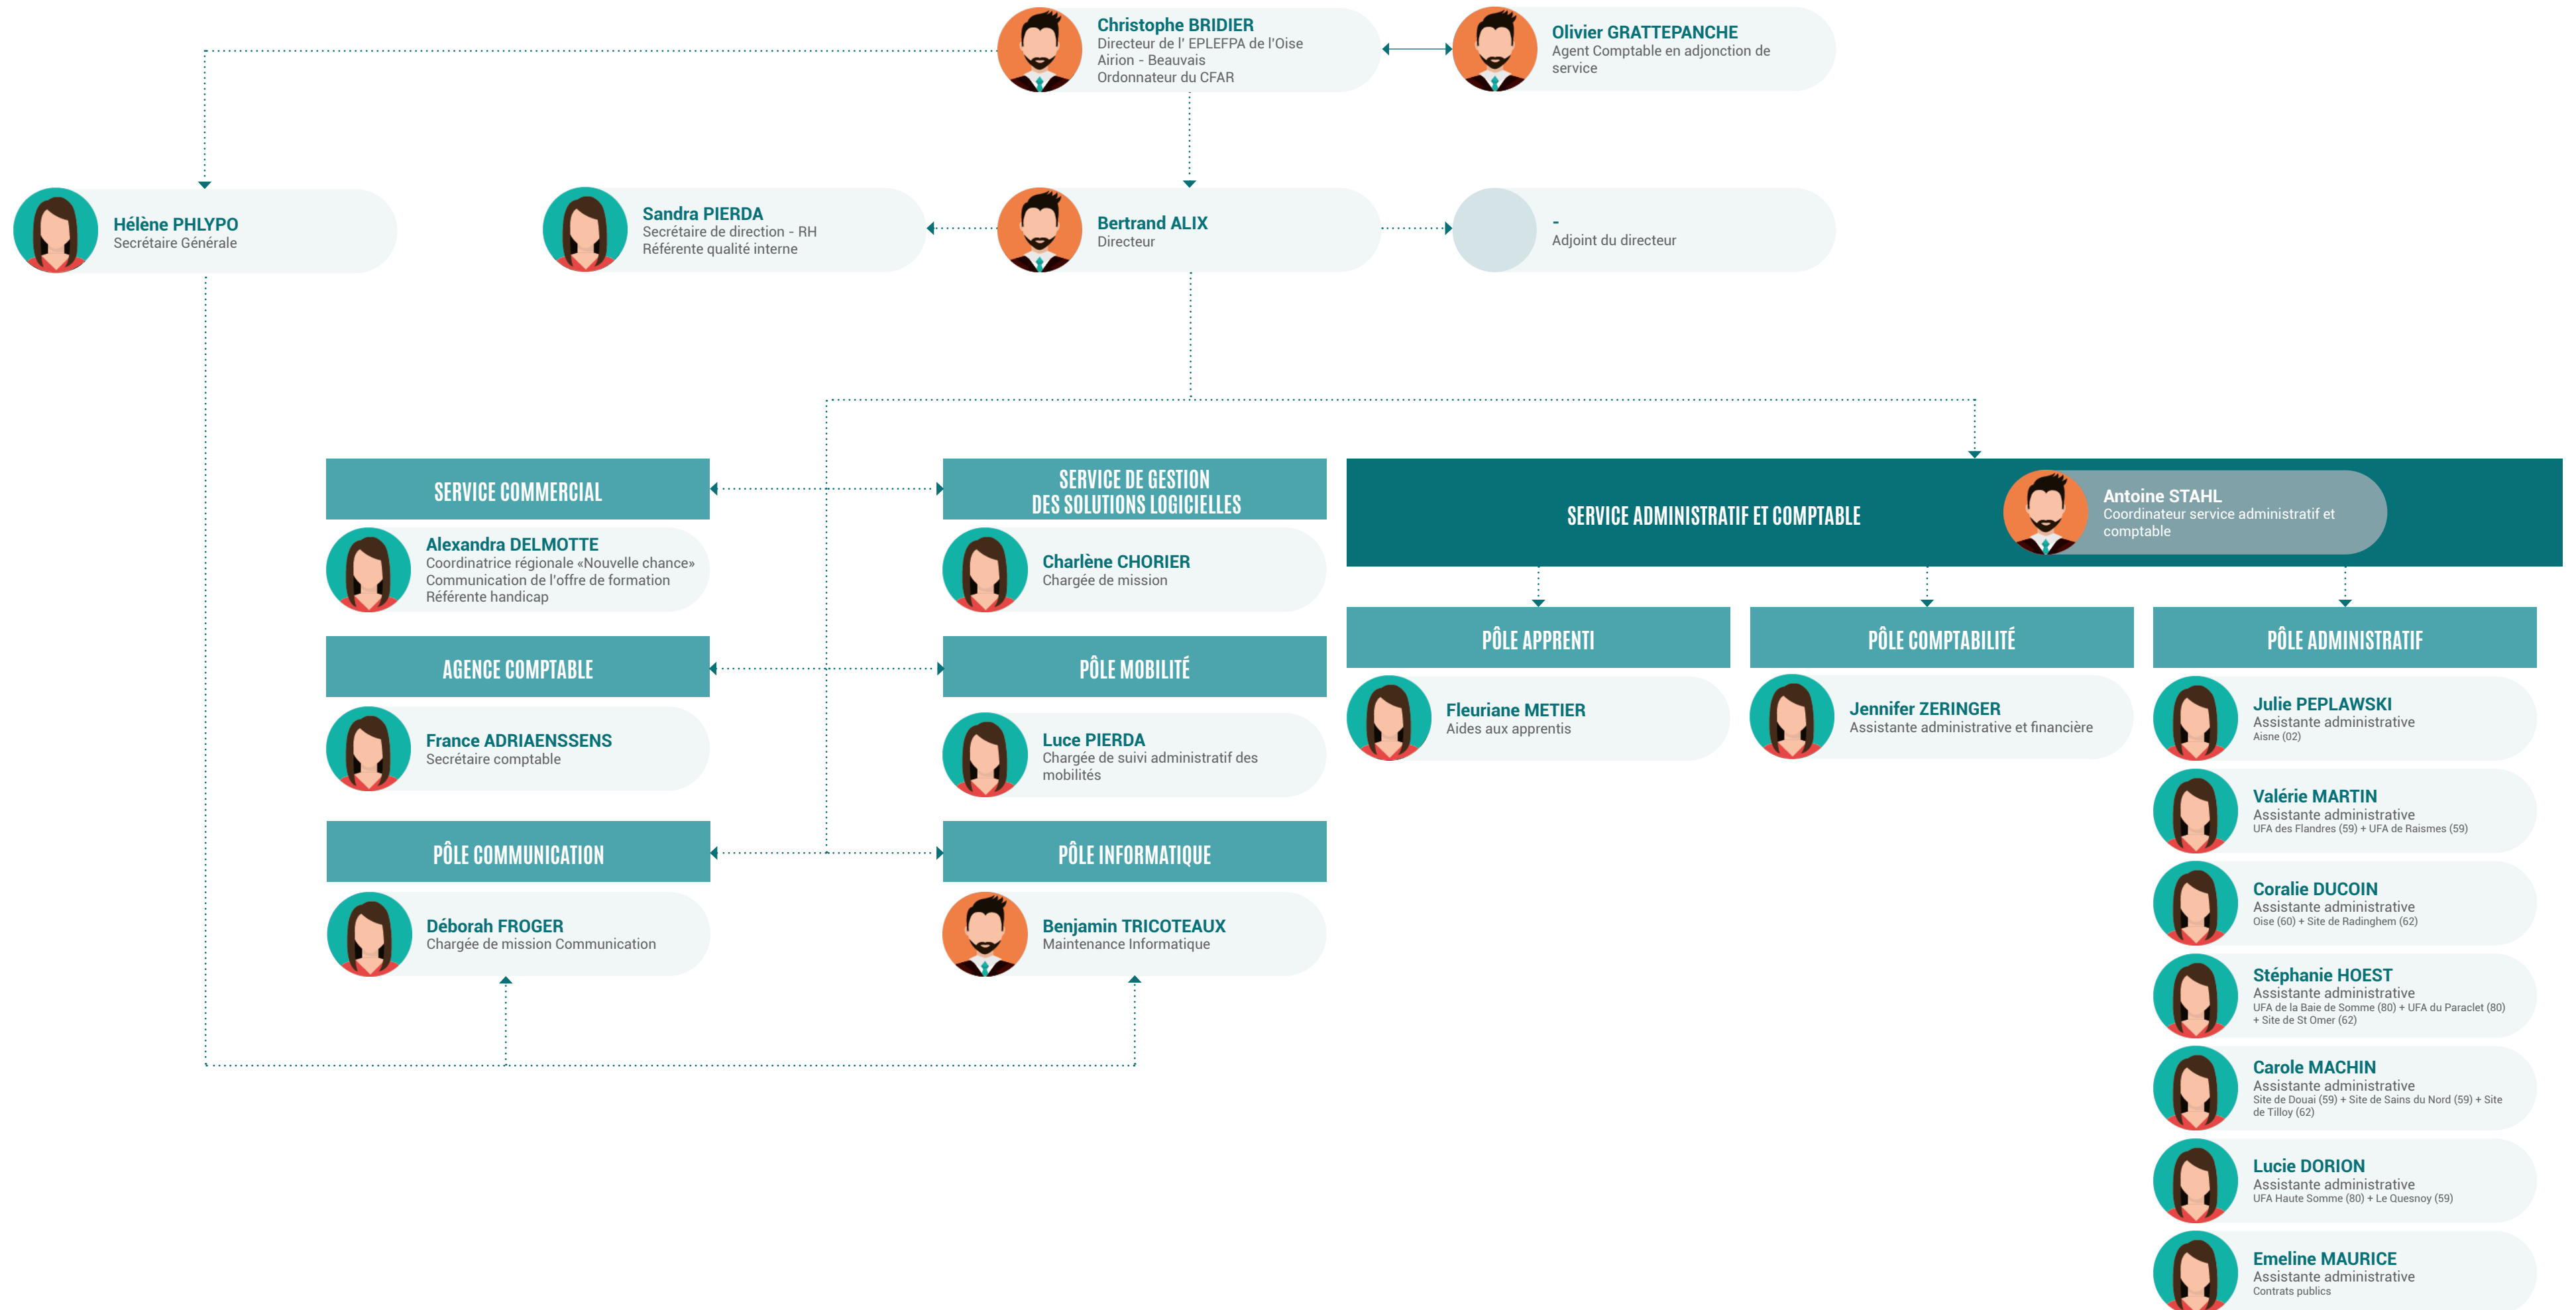 Christophe BRIDIER
Directeur de l' EPLEFPA de l'Oise
Airion - Beauvais
Ordonnateur du CFAR
Olivier GRATTEPANCHE
Agent Comptable en adjonction de
service
Hélène PHLYPO
Secrétaire Générale
Sandra PIERDA
Secrétaire de direction - RH
Référente qualité interne
Bertrand ALIX
Directeur
-
Adjoint du directeur
SERVICE COMMERCIAL
Alexandra DELMOTTE
Coordinatrice régionale «Nouvelle chance»
Communication de l'offre de formation
Référente handicap
SERVICE DE GESTION
DES SOLUTIONS LOGICIELLES
Charlène CHORIER
Chargée de mission
SERVICE ADMINISTRATIF ET COMPTABLE
Antoine STAHL
Coordinateur service administratif et
comptable
AGENCE COMPTABLE
France ADRIAENSSENS
Secrétaire comptable
PÔLE MOBILITÉ
Luce PIERDA
Chargée de suivi administratif des
mobilités
PÔLE COMMUNICATION
Déborah FROGER
Chargée de mission Communication
PÔLE INFORMATIQUE
Benjamin TRICOTEAUX
Maintenance Informatique
PÔLE APPRENTI
Fleuriane METIER
Aides aux apprentis
PÔLE COMPTABILITÉ
Jennifer ZERINGER
Assistante administrative et financière
PÔLE ADMINISTRATIF
Julie PEPLAWSKI
Assistante administrative
Aisne (02)
Valérie MARTIN
Assistante administrative
UFA des Flandres (59) + UFA de Raismes (59)
Coralie DUCOIN
Assistante administrative
Oise (60) + Site de Radinghem (62)
Stéphanie HOEST
Assistante administrative
UFA de la Baie de Somme (80) + UFA du Paraclet (80)
+ Site de St Omer (62)
Carole MACHIN
Assistante administrative
Site de Douai (59) + Site de Sains du Nord (59) + Site
de Tilloy (62)
Lucie DORION
Assistante administrative
UFA Haute Somme (80) + Le Quesnoy (59)
Emeline MAURICE
Assistante administrative
Contrats publics